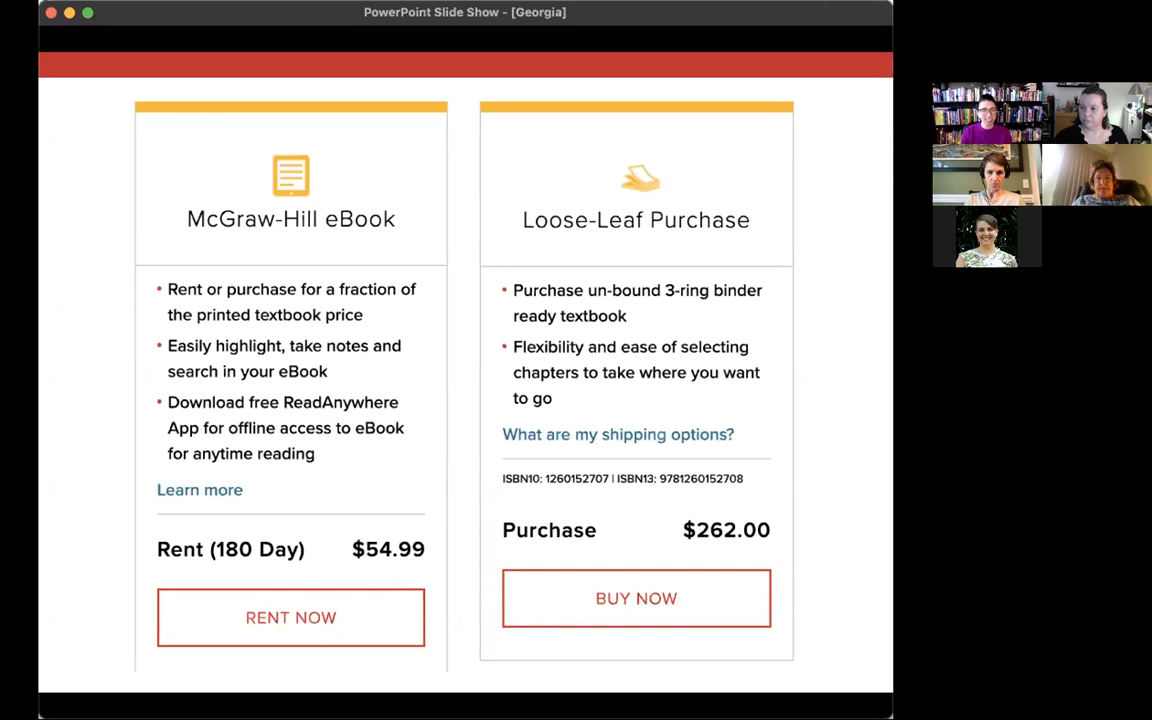 PowerPoint Slide Show - [Georgia]
McGraw-Hill eBook
• Rent or purchase for a fraction of
the printed textbook price
• Easily highlight, take notes and
search in your eBook
• Download free ReadAnywhere
App for offline access to eBook
for anytime reading
Learn more
Rent (180 Day) $54.99
RENT NOW
Loose-Leaf Purchase
• Purchase un-bound 3-ring binder
ready textbook
• Flexibility and ease of selecting
chapters to take where you want
to go
What are my shipping options?
ISBN10: 1260152707 | ISBN13: 9781260152708
Purchase $262.00
BUY NOW